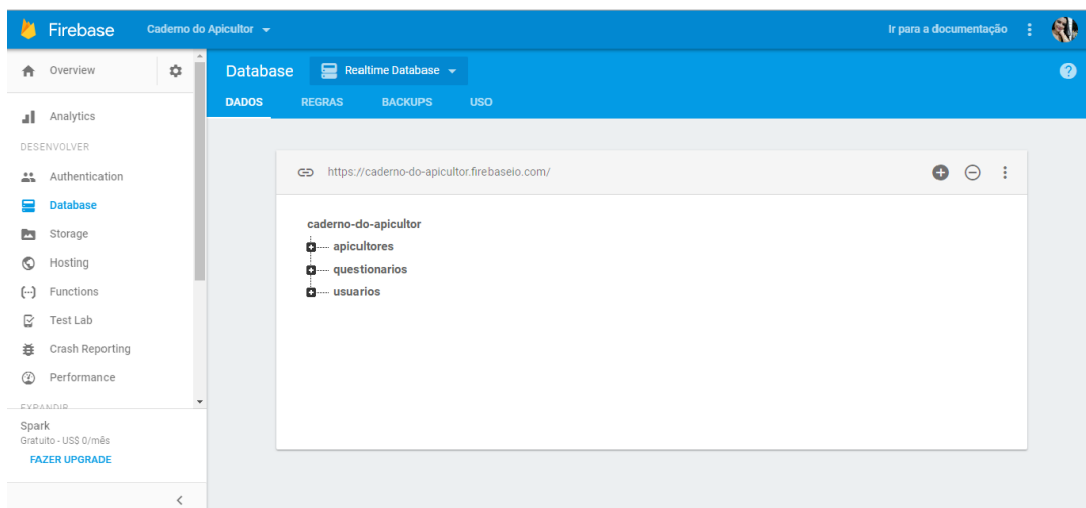 Firebase
Caderno do Apicultor
Ir para a documentação
Overview
Analytics
DESENVOLVER
Authentication
Database
Storage
Hosting
Functions
Test Lab
Crash Reporting
Performance
EXPANDIR
Spark
Gratuito - US$ 0/mês
FAZER UPGRADE
Database
Realtime Database
DADOS REGRAS BACKUPS USO
https://caderno-do-apicultor.firebaseio.com/
caderno-do-apicultor
apicultores
questionarios
usuarios